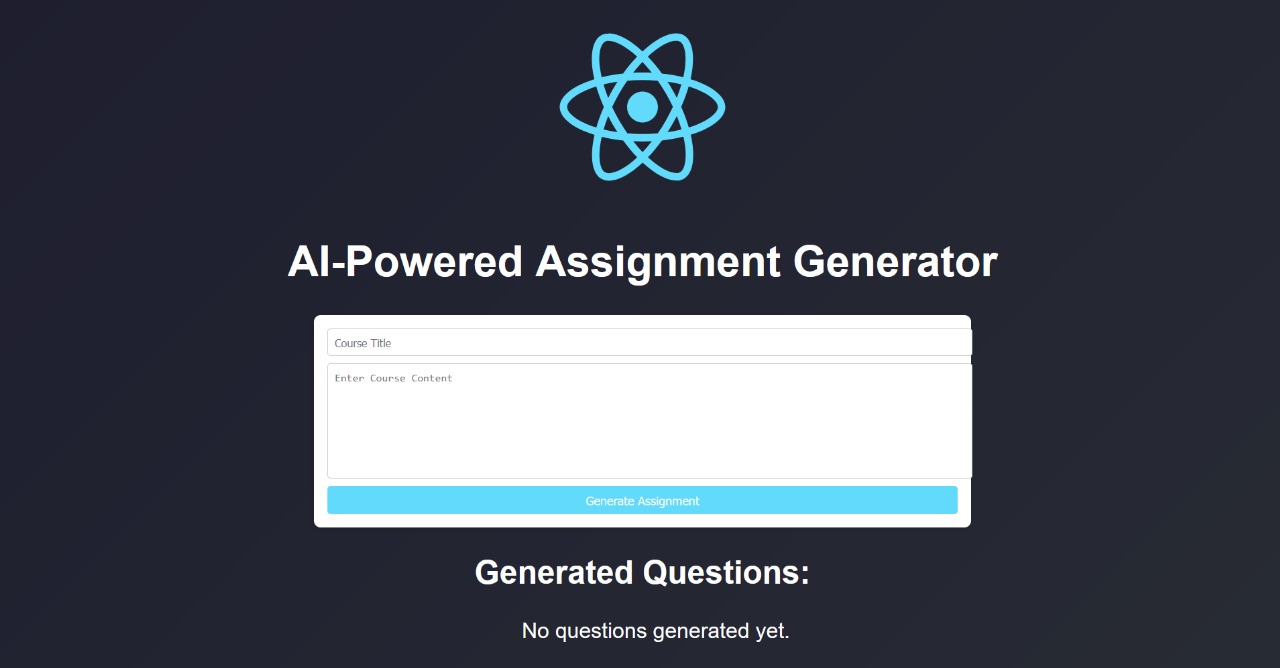 AI-Powered Assignment Generator
Course Title
Enter Course Content
Generate Assignment
Generated Questions:
No questions generated yet.